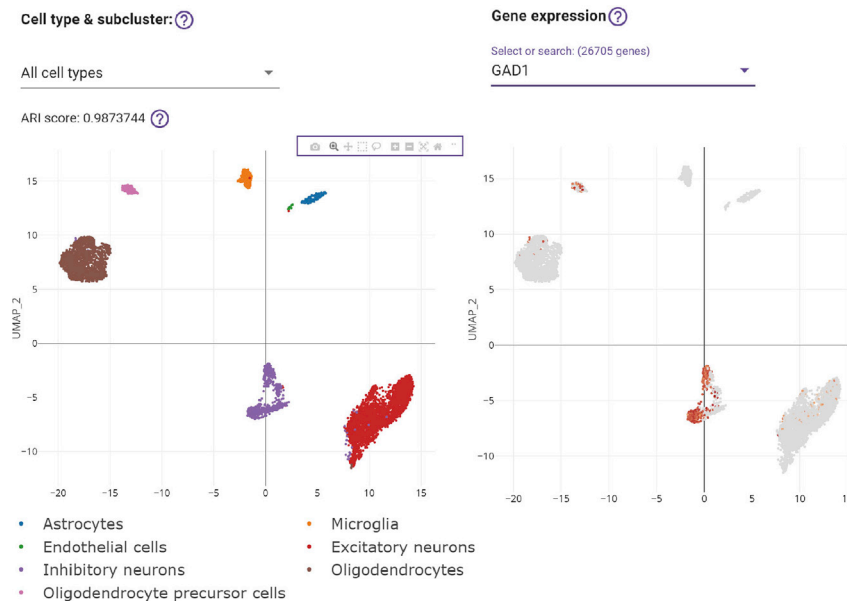 Cell type & subcluster: ?
Gene expression ?
Select or search: (26705 genes)
All cell types
GAD1
ARI score: 0.9873744 ?
15
10
5
0
−5
−10
UMAP_2
−20 −15 −10 −5 0 5 10 15
15
10
5
0
−5
−10
UMAP_2
−20 −15 −10 −5 0 5 10 1
Astrocytes
Microglia
Endothelial cells
Excitatory neurons
Inhibitory neurons
Oligodendrocytes
Oligodendrocyte precursor cells